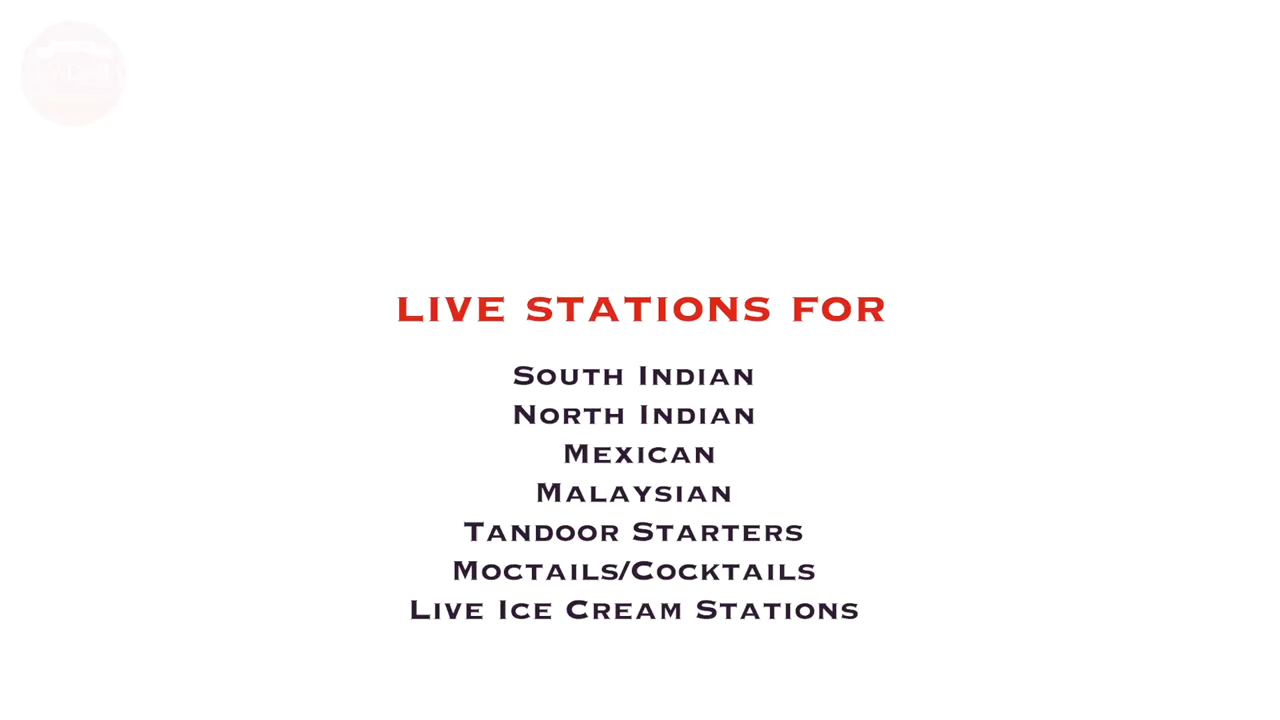 LIVE STATIONS FOR
South Indian
North Indian
Mexican
Malaysian
Tandoor Starters
Moctails/Cocktails
Live Ice Cream Stations